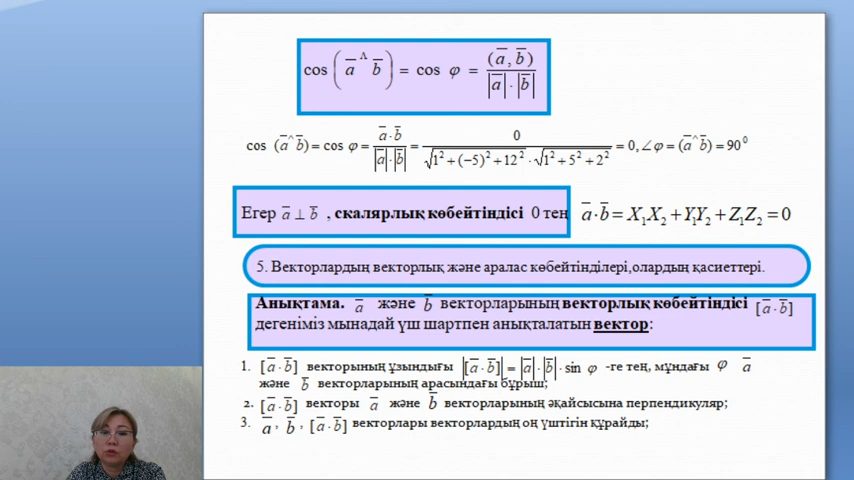 cos (a̅ ^ b̅) = cos φ = (a̅, b̅) / |a̅| · |b̅|
cos (a̅^b̅) = cos φ = a̅·b̅ / |a̅|·|b̅| = 0 / √1² + (−5)² + 12² · √1² + 5² + 2² = 0, ∠φ = (a̅^b̅) = 90⁰
Егер a̅ ⊥ b̅ , скалярлық көбейтіндісі 0 тең a̅·b̅ = X₁X₂ + Y₁Y₂ + Z₁Z₂ = 0
5. Векторлардың векторлық және аралас көбейтінділері,олардың қасиеттері.
Анықтама. a̅ және b̅ векторларының векторлық көбейтіндісі [a̅·b̅]
дегеніміз мынадай үш шартпен анықталатын вектор:
1. [a̅·b̅] векторының ұзындығы |[a̅·b̅]| = |a̅|·|b̅|·sin φ -ге тең, мұндағы φ a̅
және b̅ векторларының арасындағы бұрыш;
2. [a̅·b̅] векторы a̅ және b̅ векторларының әқайсысына перпендикуляр;
3. a̅, b̅, [a̅·b̅] векторлары векторлардың оң үштігін құрайды;